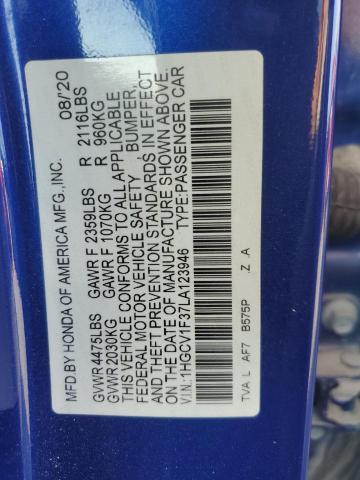 MFD.BY HONDA OF AMERICA MFG.,INC. 08/'20
GVWR 4475LBS GAWR F 2359LBS R 2116LBS
GVWR 2030KG GAWR F 1070KG R 960KG
THIS VEHICLE CONFORMS TO ALL APPLICABLE
FEDERAL MOTOR VEHICLE SAFETY BUMPER,
AND THEFT PREVENTION STANDARDS IN EFFECT
ON THE DATE OF MANUFACTURE SHOWN ABOVE.
V.I.N.:1HGCV1F37LA123946 TYPE:PASSENGER CAR
TVA L AF7 B575P Z .A